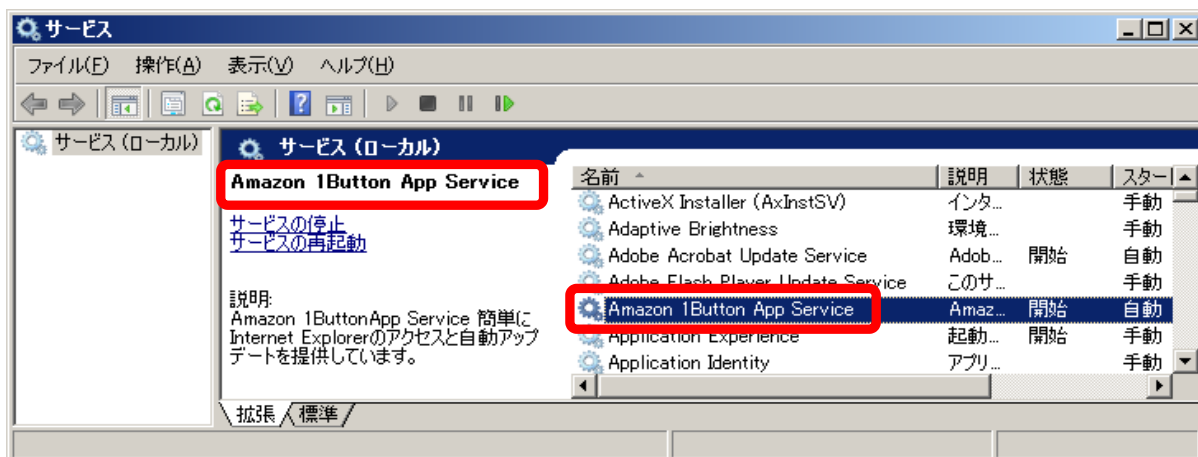 サービス
ファイル(F) 操作(A) 表示(V) ヘルプ(H)
サービス (ローカル)
サービス (ローカル)
Amazon 1Button App Service
サービスの停止
サービスの再起動
説明:
Amazon 1ButtonApp Service 簡単に
Internet Explorerのアクセスと自動アップ
デートを提供しています。
名前 説明 状態 スター
ActiveX Installer (AxInstSV) インタ... 手動
Adaptive Brightness 環境... 手動
Adobe Acrobat Update Service Adob... 開始 自動
Adobe Flash Player Update Service このサ... 手動
Amazon 1Button App Service Amaz... 開始 自動
Application Experience 起動... 開始 手動
Application Identity アプリ... 手動
拡張 標準